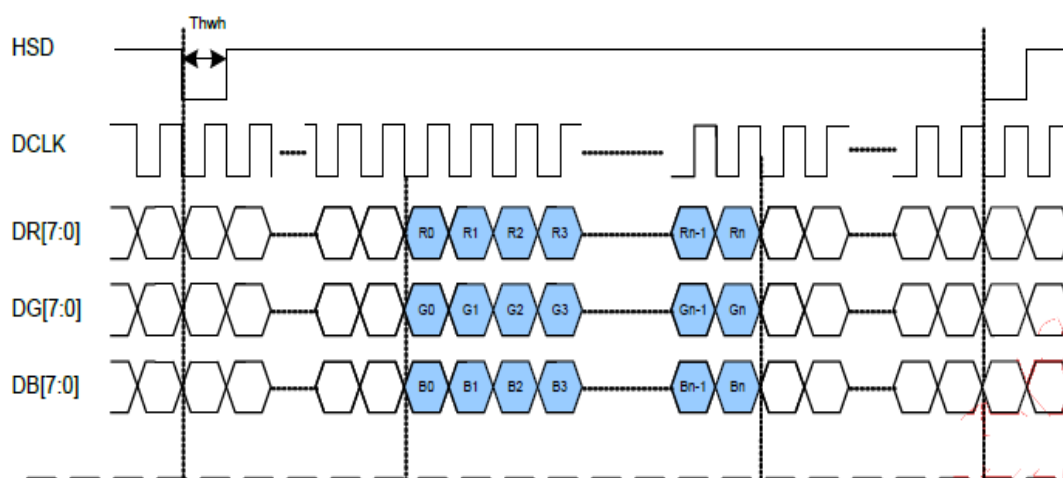 Thwh
HSD
DCLK
DR[7:0] R0 R1 R2 R3 Rn-1 Rn
DG[7:0] G0 G1 G2 G3 Gn-1 Gn
DB[7:0] B0 B1 B2 B3 Bn-1 Bn